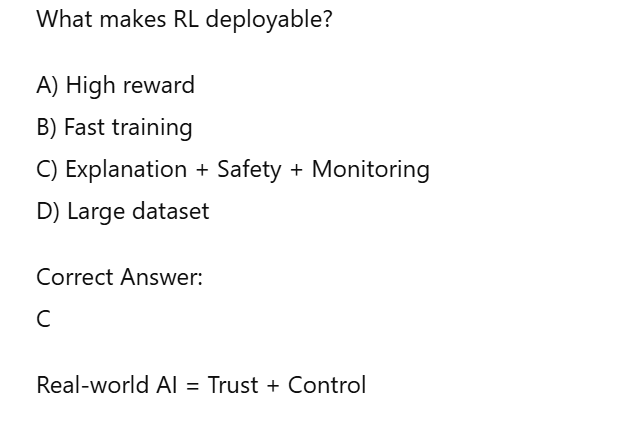 What makes RL deployable?
A) High reward
B) Fast training
C) Explanation + Safety + Monitoring
D) Large dataset
Correct Answer:
C
Real-world AI = Trust + Control